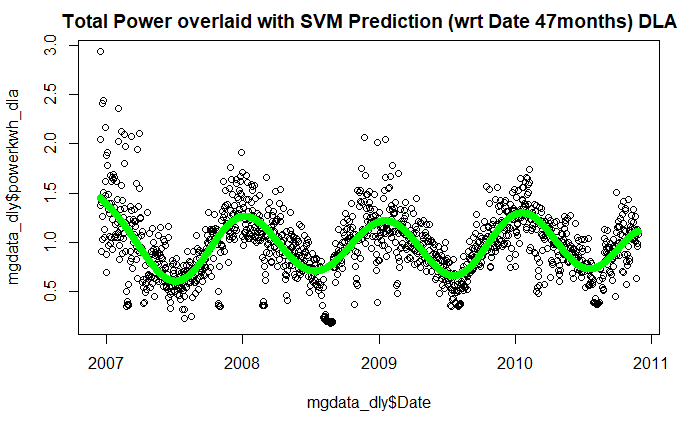 Total Power overlaid with SVM Prediction (wrt Date 47months) DLA
mgdata_dly$powerkwh_dla
3.0
2.5
2.0
1.5
1.0
0.5
2007 2008 2009 2010 2011
mgdata_dly$Date